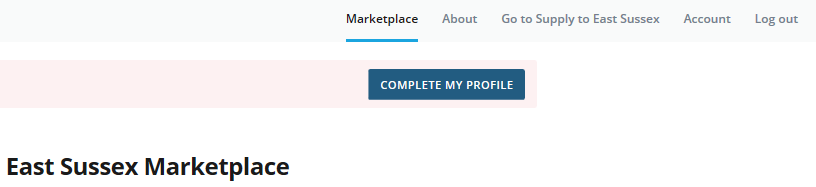 Marketplace About Go to Supply to East Sussex Account Log out
COMPLETE MY PROFILE
East Sussex Marketplace